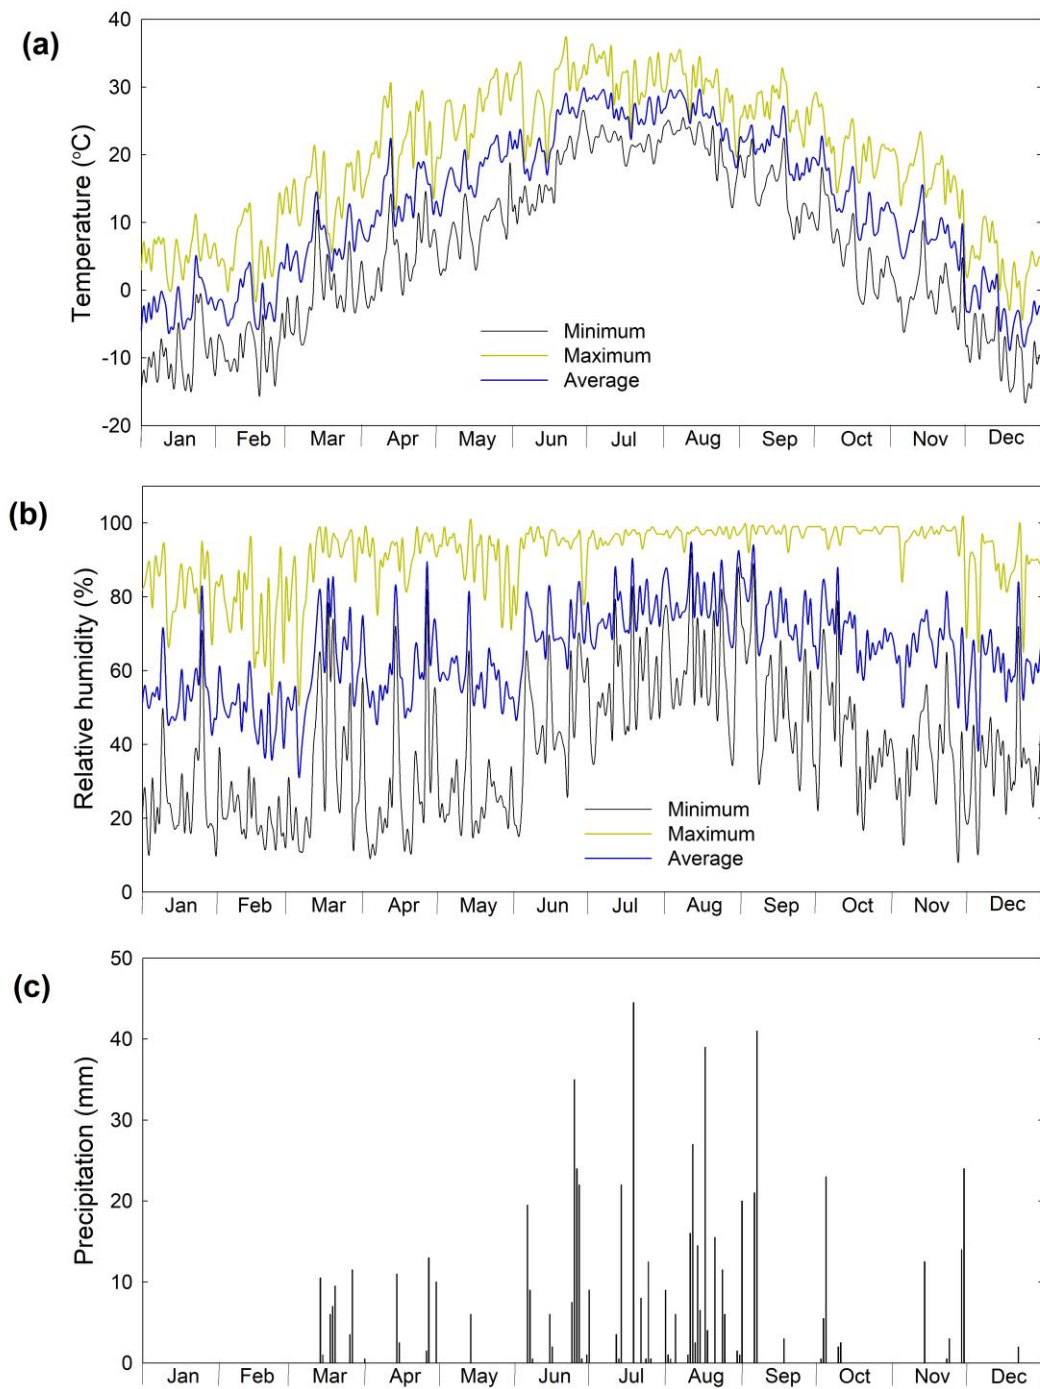 (a)
Temperature (°C)
40
30
20
10
0
-10
-20
Minimum
Maximum
Average
Jan Feb Mar Apr May Jun Jul Aug Sep Oct Nov Dec
(b)
Relative humidity (%)
100
80
60
40
20
0
Minimum
Maximum
Average
Jan Feb Mar Apr May Jun Jul Aug Sep Oct Nov Dec
(c)
Precipitation (mm)
50
40
30
20
10
0
Jan Feb Mar Apr May Jun Jul Aug Sep Oct Nov Dec